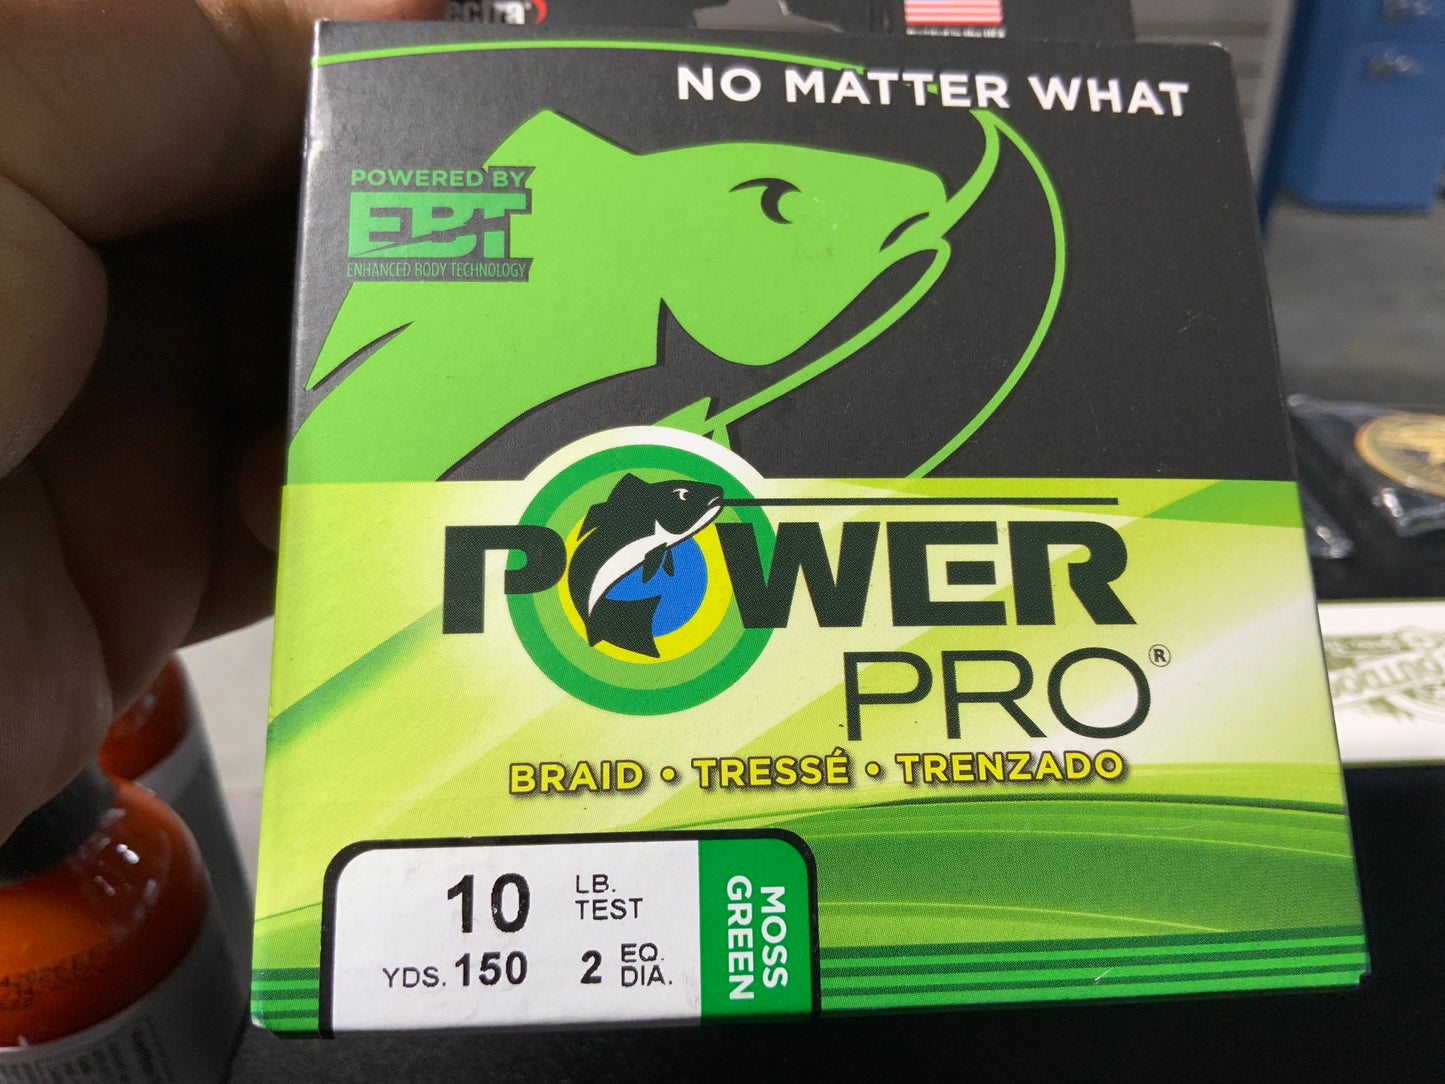 NO MATTER WHAT
POWERED BY
EBT
ENHANCED BODY TECHNOLOGY
POWER
PRO®
BRAID • TRESSÉ • TRENZADO
10 LB. TEST
YDS. 150 2 EQ. DIA.
MOSS
GREEN